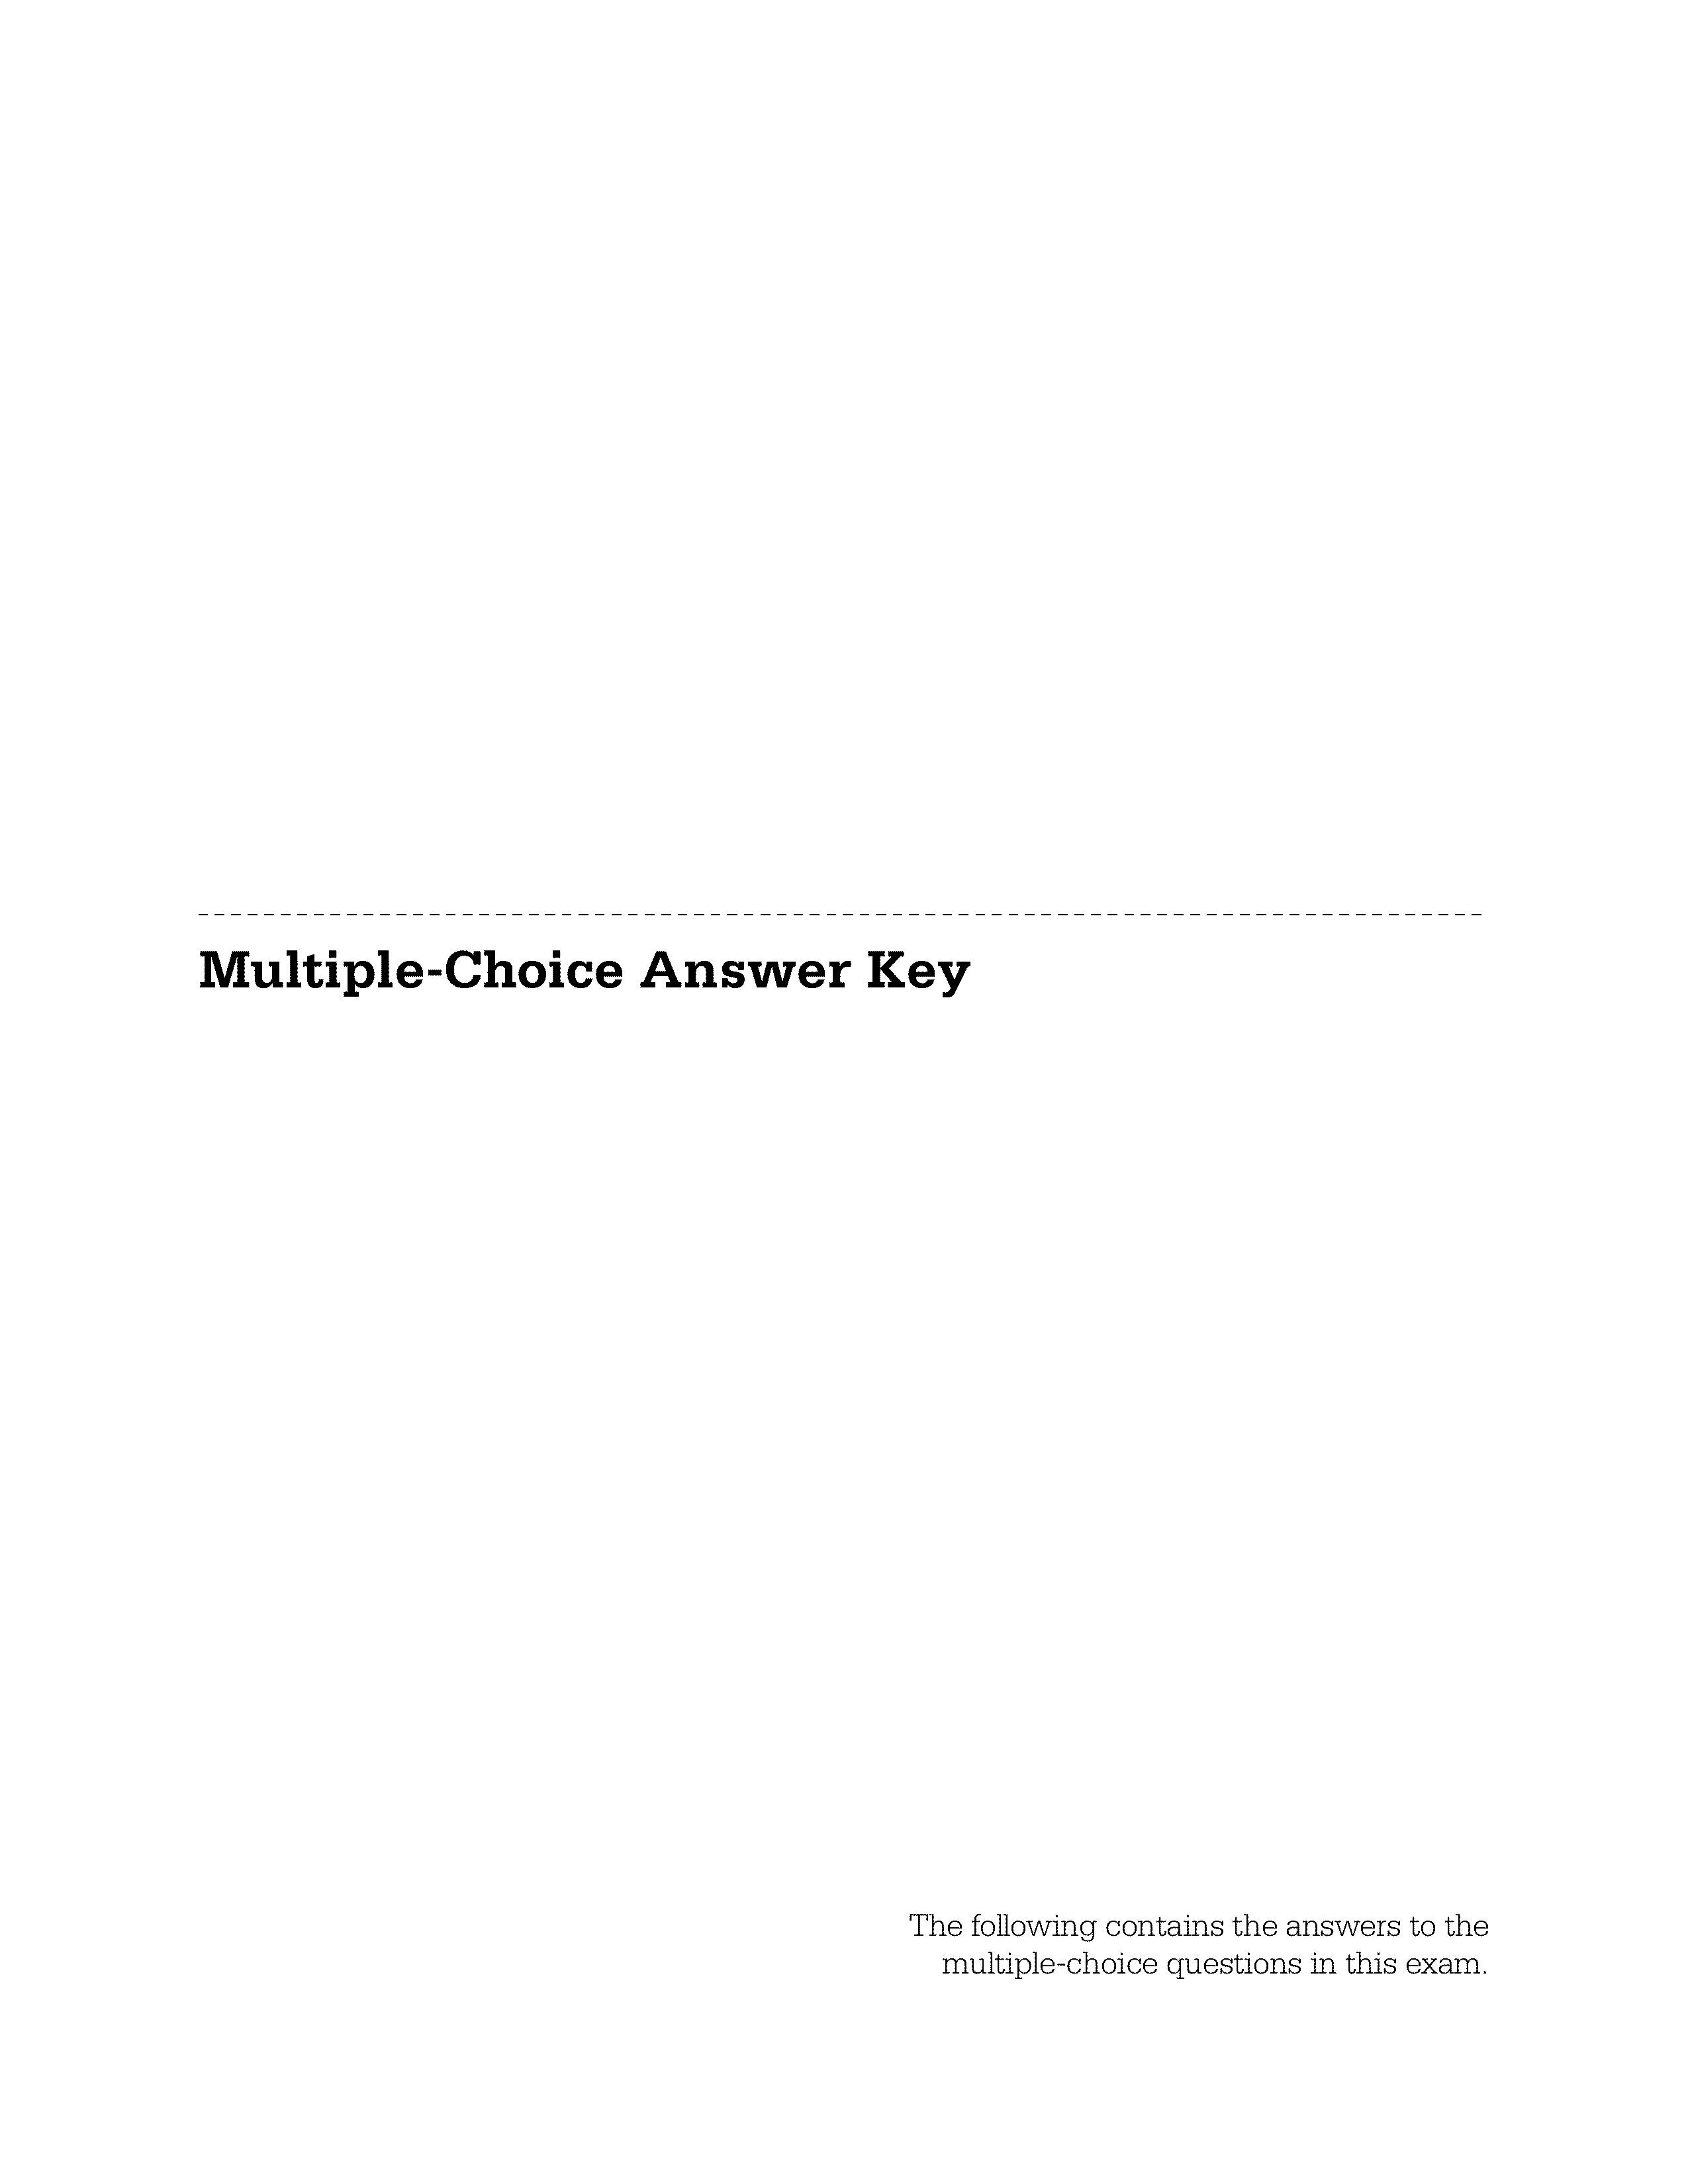 Multiple-Choice Answer Key
The following contains the answers to the
multiple-choice questions in this exam.